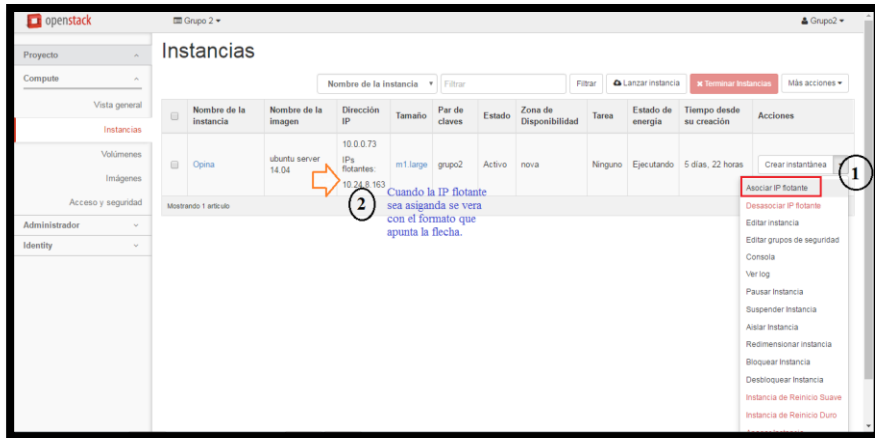 openstack
Grupo 2
Grupo2
Proyecto
Compute
Vista general
Instancias
Volúmenes
Imágenes
Acceso y seguridad
Administrador
Identity
Instancias
Nombre de la instancia
Filtrar
Filtrar
Lanzar instancia
Terminar Instancias
Más acciones
Nombre de la
instancia
Nombre de la
imagen
Dirección
IP
Tamaño
Par de
claves
Estado
Zona de
Disponibilidad
Tarea
Estado de
energía
Tiempo desde
su creación
Acciones
Opina
ubuntu server
14.04
10.0.0.73
IPs
flotantes:
10.24.8.163
m1.large
grupo2
Activo
nova
Ninguno
Ejecutando
5 días, 22 horas
Crear instantánea
1
Mostrando 1 artículo
2
Cuando la IP flotante
sea asiganda se vera
con el formato que
apunta la flecha.
Asociar IP flotante
Desasociar IP flotante
Editar instancia
Editar grupos de seguridad
Consola
Ver log
Pausar Instancia
Suspender Instancia
Aislar Instancia
Redimensionar instancia
Bloquear Instancia
Desbloquear Instancia
Instancia de Reinicio Suave
Instancia de Reinicio Duro